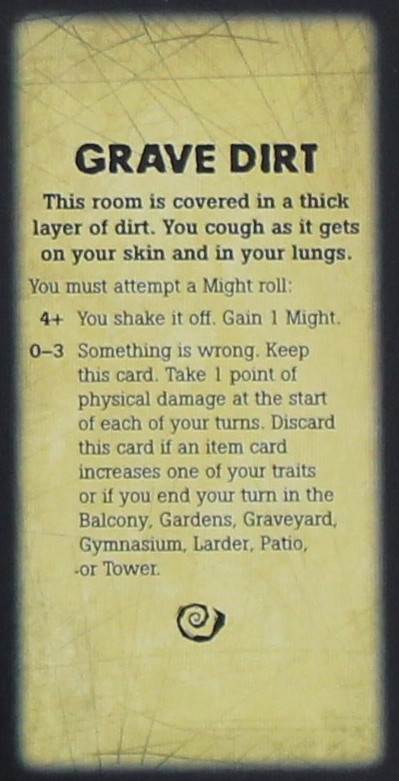 GRAVE DIRT
This room is covered in a thick
layer of dirt. You cough as it gets
on your skin and in your lungs.
You must attempt a Might roll:
4+ You shake it off. Gain 1 Might.
0–3 Something is wrong. Keep
this card. Take 1 point of
physical damage at the start
of each of your turns. Discard
this card if an item card
increases one of your traits
or if you end your turn in the
Balcony, Gardens, Graveyard,
Gymnasium, Larder, Patio,
or Tower.